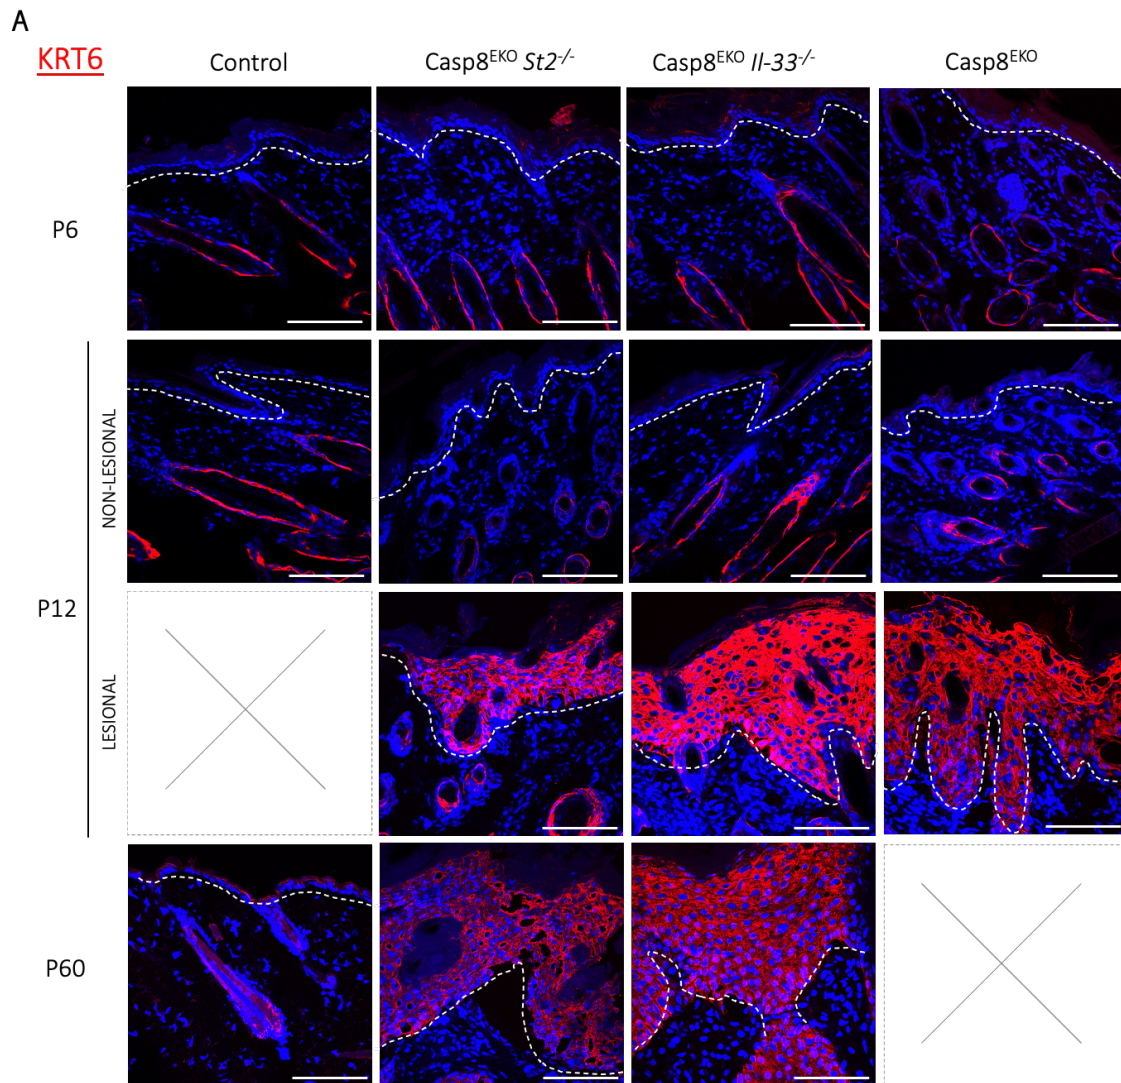 A
KRT6
Control
Casp8EKO St2-/-
Casp8EKO Il-33-/-
Casp8EKO
P6
NON-LESIONAL
P12
LESIONAL
P60